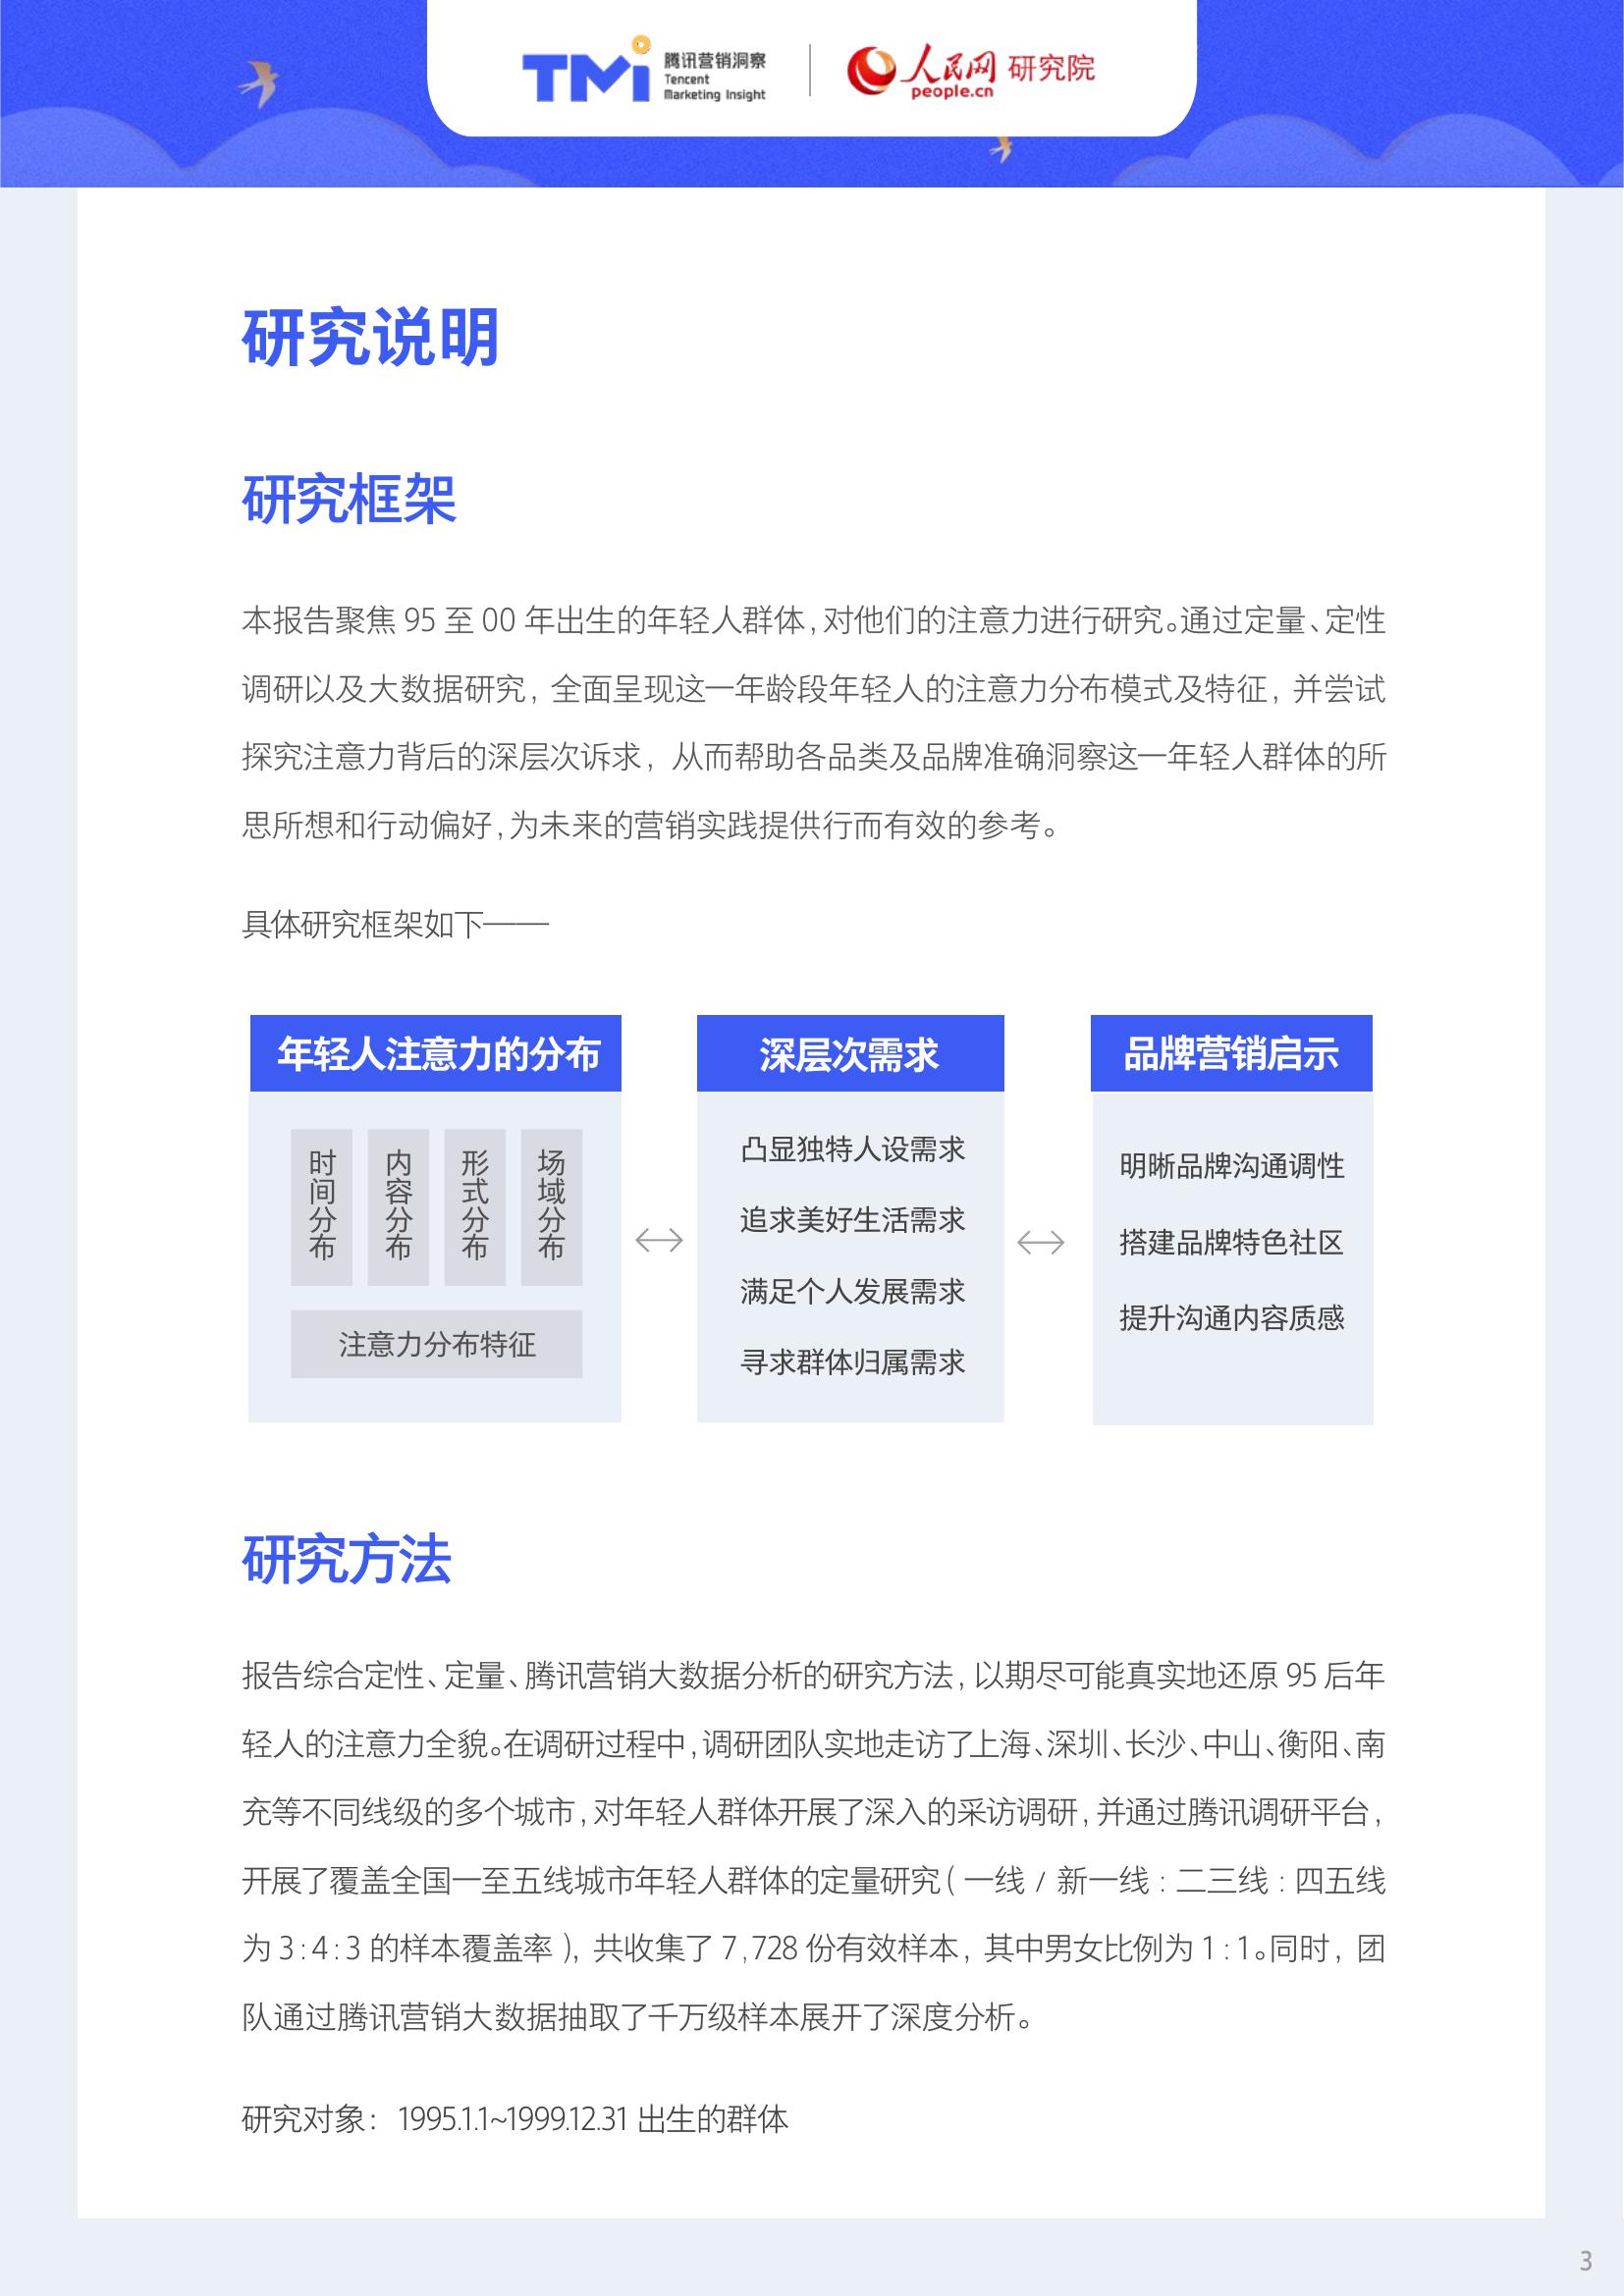 TMi 腾讯营销洞察
Tencent
Marketing Insight
人民网 研究院
people.cn
研究说明
研究框架
本报告聚焦 95 至 00 年出生的年轻人群体,对他们的注意力进行研究。通过定量、定性
调研以及大数据研究, 全面呈现这一年龄段年轻人的注意力分布模式及特征, 并尝试
探究注意力背后的深层次诉求, 从而帮助各品类及品牌准确洞察这一年轻人群体的所
思所想和行动偏好,为未来的营销实践提供行而有效的参考。
具体研究框架如下——
年轻人注意力的分布
时间分布
内容分布
形式分布
场域分布
注意力分布特征
深层次需求
凸显独特人设需求
追求美好生活需求
满足个人发展需求
寻求群体归属需求
品牌营销启示
明晰品牌沟通调性
搭建品牌特色社区
提升沟通内容质感
研究方法
报告综合定性、定量、腾讯营销大数据分析的研究方法,以期尽可能真实地还原 95 后年
轻人的注意力全貌。在调研过程中,调研团队实地走访了上海、深圳、长沙、中山、衡阳、南
充等不同线级的多个城市,对年轻人群体开展了深入的采访调研,并通过腾讯调研平台,
开展了覆盖全国一至五线城市年轻人群体的定量研究( 一线 / 新一线 : 二三线 : 四五线
为 3 : 4 : 3 的样本覆盖率 ), 共收集了 7,728 份有效样本, 其中男女比例为 1 : 1。同时, 团
队通过腾讯营销大数据抽取了千万级样本展开了深度分析。
研究对象: 1995.1.1~1999.12.31 出生的群体
3